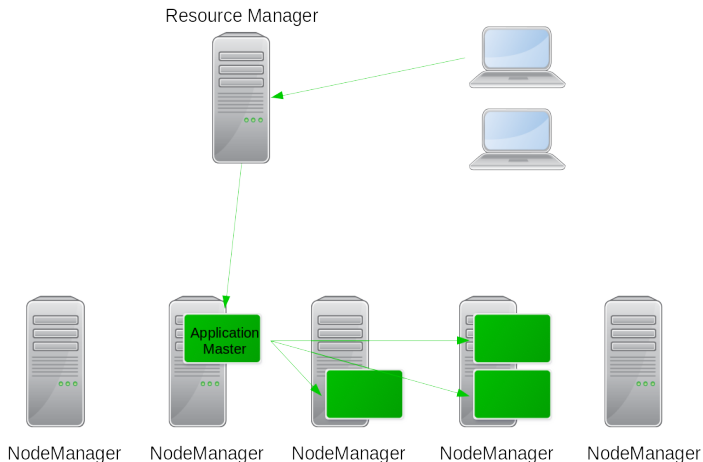 Resource Manager
Application
Master
NodeManager
NodeManager
NodeManager
NodeManager
NodeManager